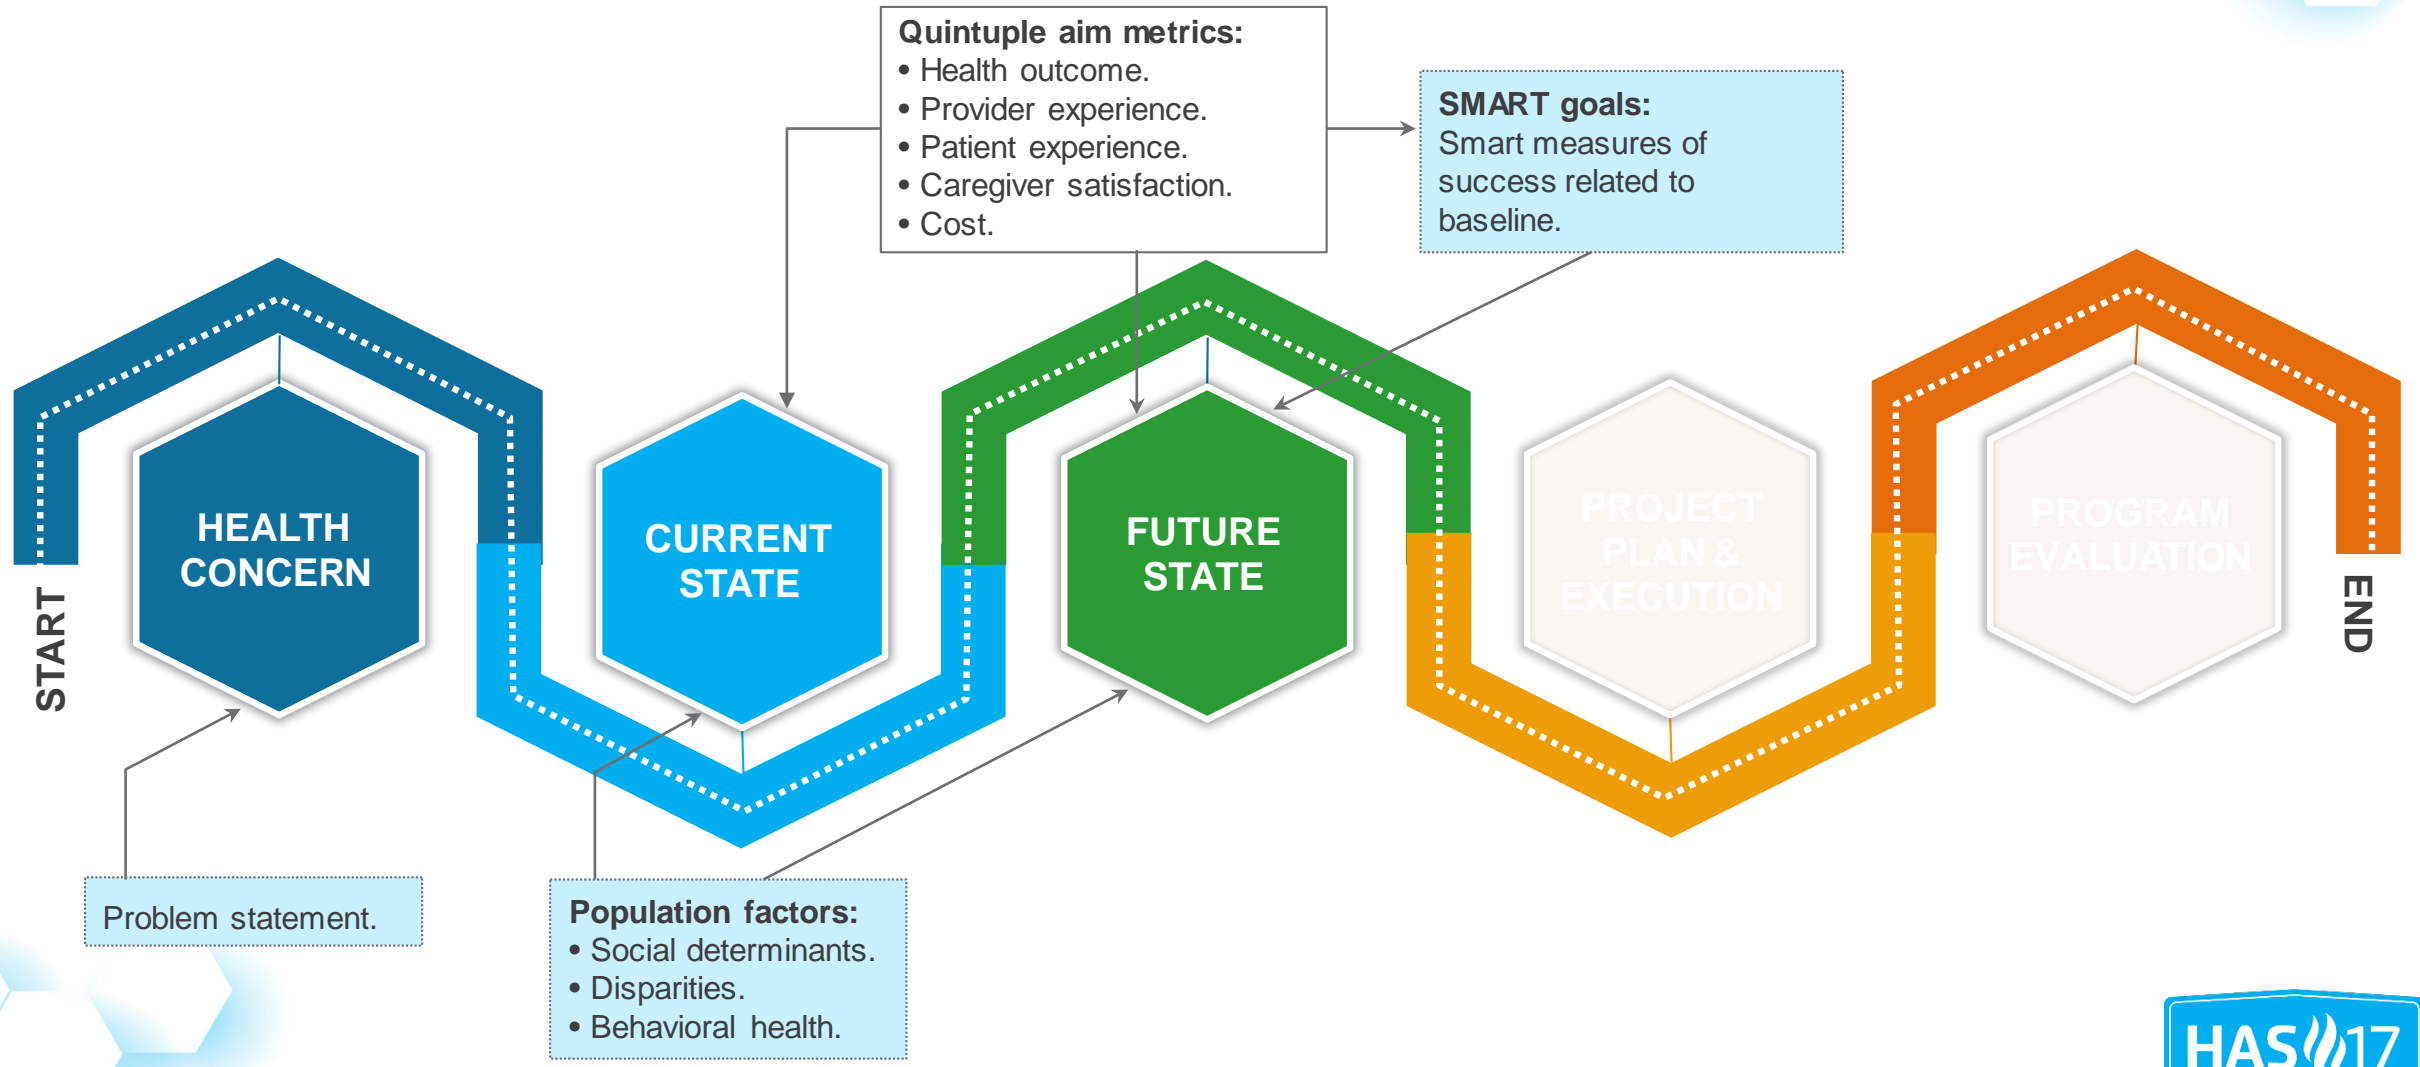 Quintuple aim metrics:
• Health outcome.
• Provider experience.
• Patient experience.
• Caregiver satisfaction.
• Cost.
SMART goals:
Smart measures of
success related to
baseline.
START
HEALTH
CONCERN
CURRENT
STATE
FUTURE
STATE
PROJECT
PLAN &
EXECUTION
PROGRAM
EVALUATION
END
Problem statement.
Population factors:
• Social determinants.
• Disparities.
• Behavioral health.
HAS 17